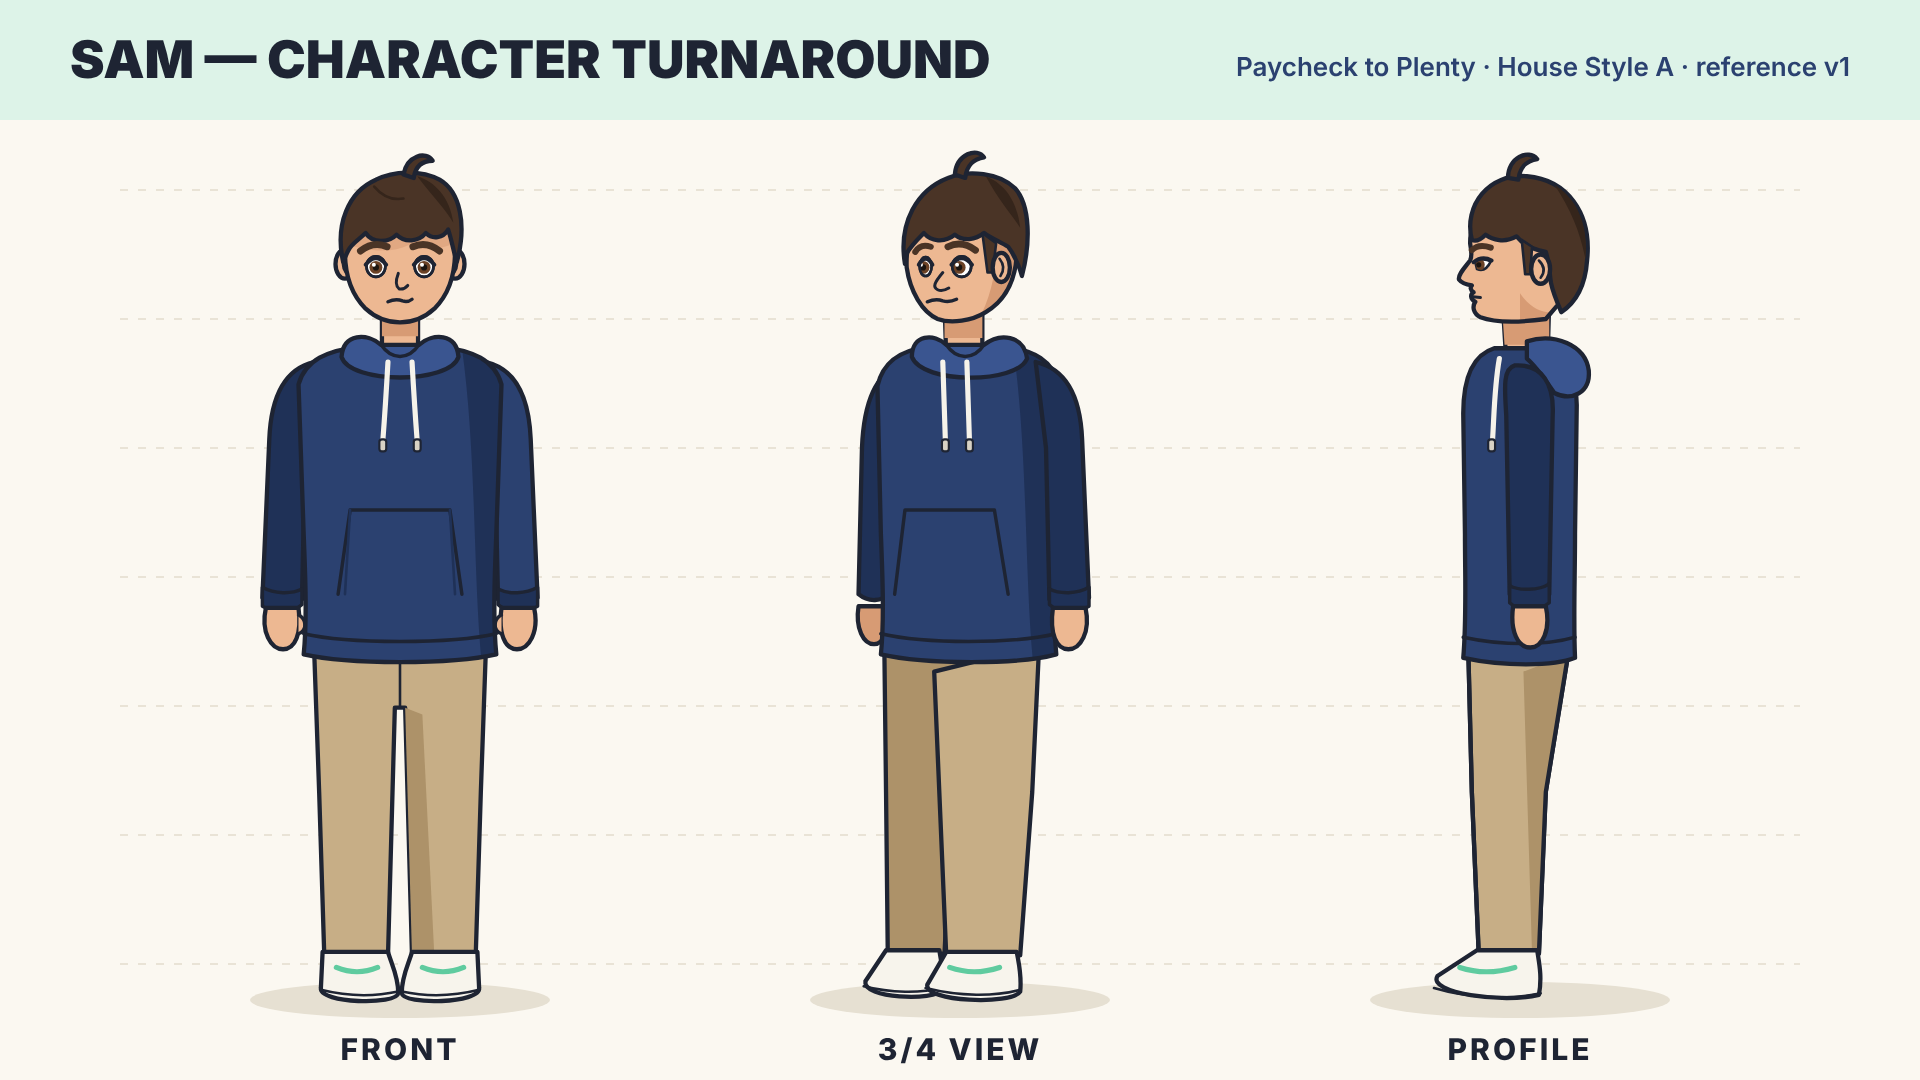 SAM — CHARACTER TURNAROUND
Paycheck to Plenty · House Style A · reference v1
FRONT
3/4 VIEW
PROFILE